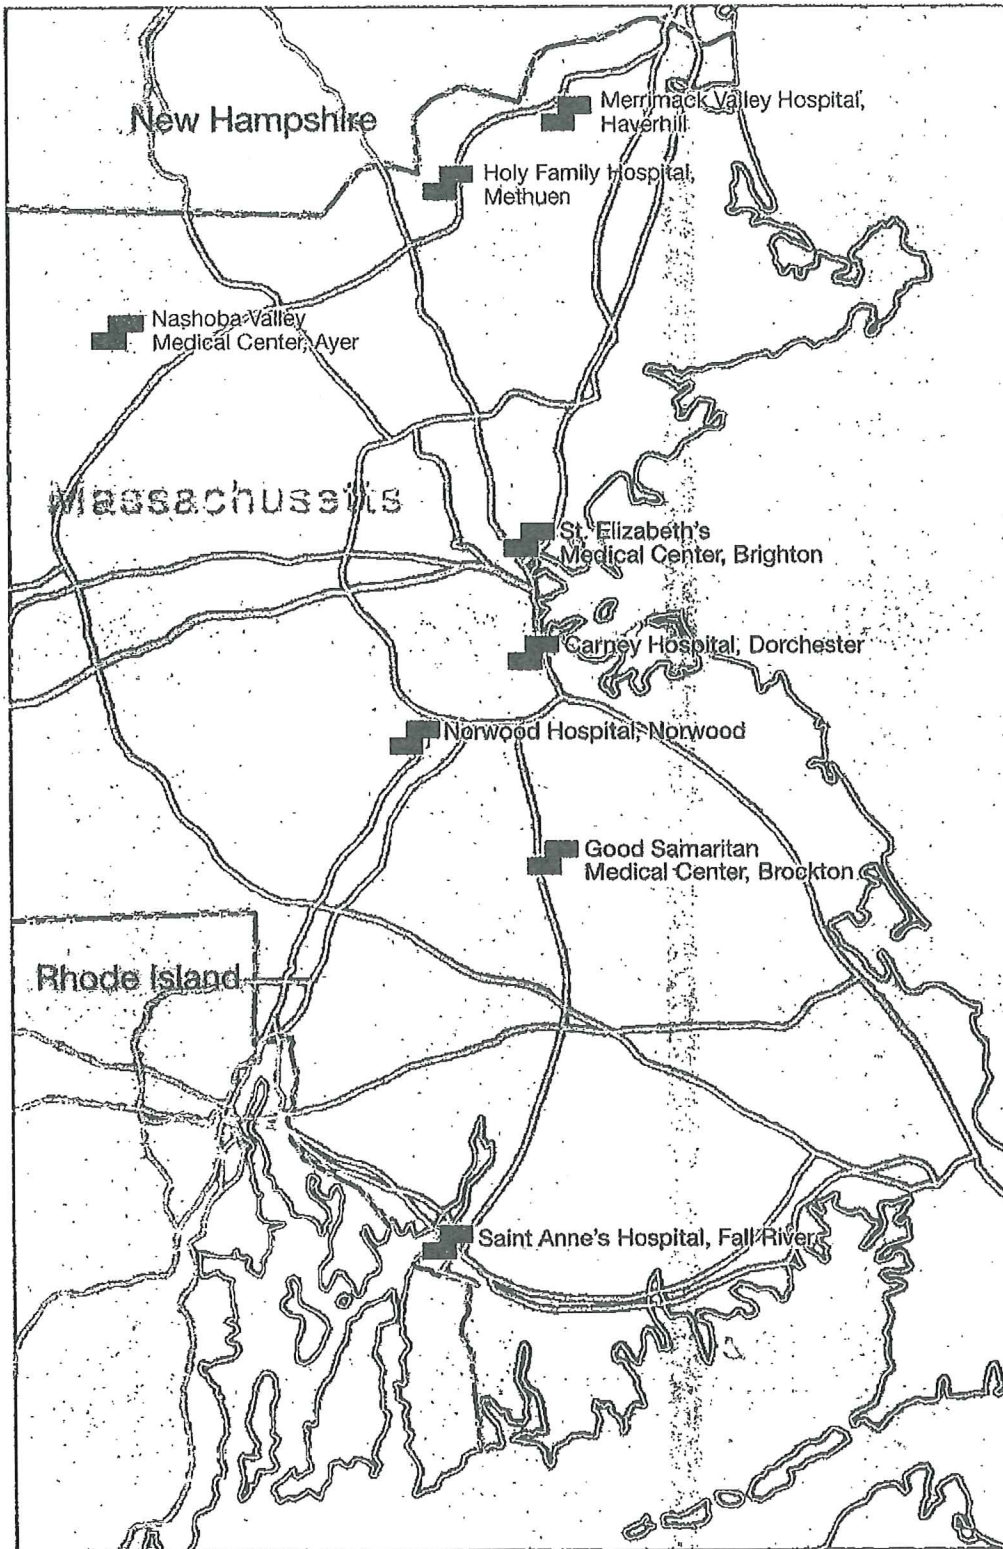 New Hampshire
Merrimack Valley Hospital,
Haverhill
Holy Family Hospital,
Methuen
Nashoba Valley
Medical Center, Ayer
Massachusetts
St. Elizabeth's
Medical Center, Brighton
Carney Hospital, Dorchester
Norwood Hospital, Norwood
Good Samaritan
Medical Center, Brockton
Rhode Island
Saint Anne's Hospital, Fall River